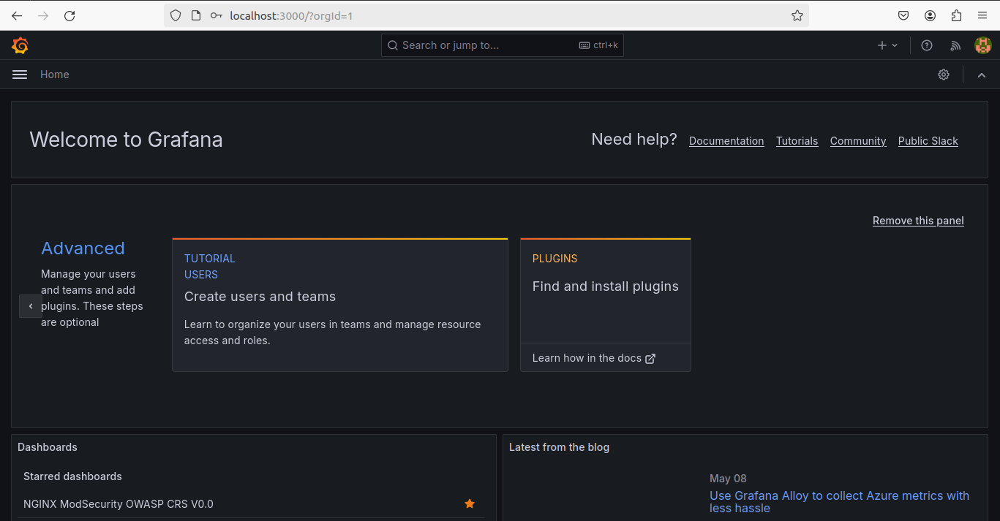 localhost:3000/?orgId=1
Search or jump to...
ctrl+k
Home
Welcome to Grafana
Need help?
Documentation
Tutorials
Community
Public Slack
Remove this panel
Advanced
Manage your users
and teams and add
plugins. These steps
are optional
TUTORIAL
USERS
Create users and teams
Learn to organize your users in teams and manage resource
access and roles.
PLUGINS
Find and install plugins
Learn how in the docs
Dashboards
Starred dashboards
NGINX ModSecurity OWASP CRS V0.0
Latest from the blog
May 08
Use Grafana Alloy to collect Azure metrics with
less hassle